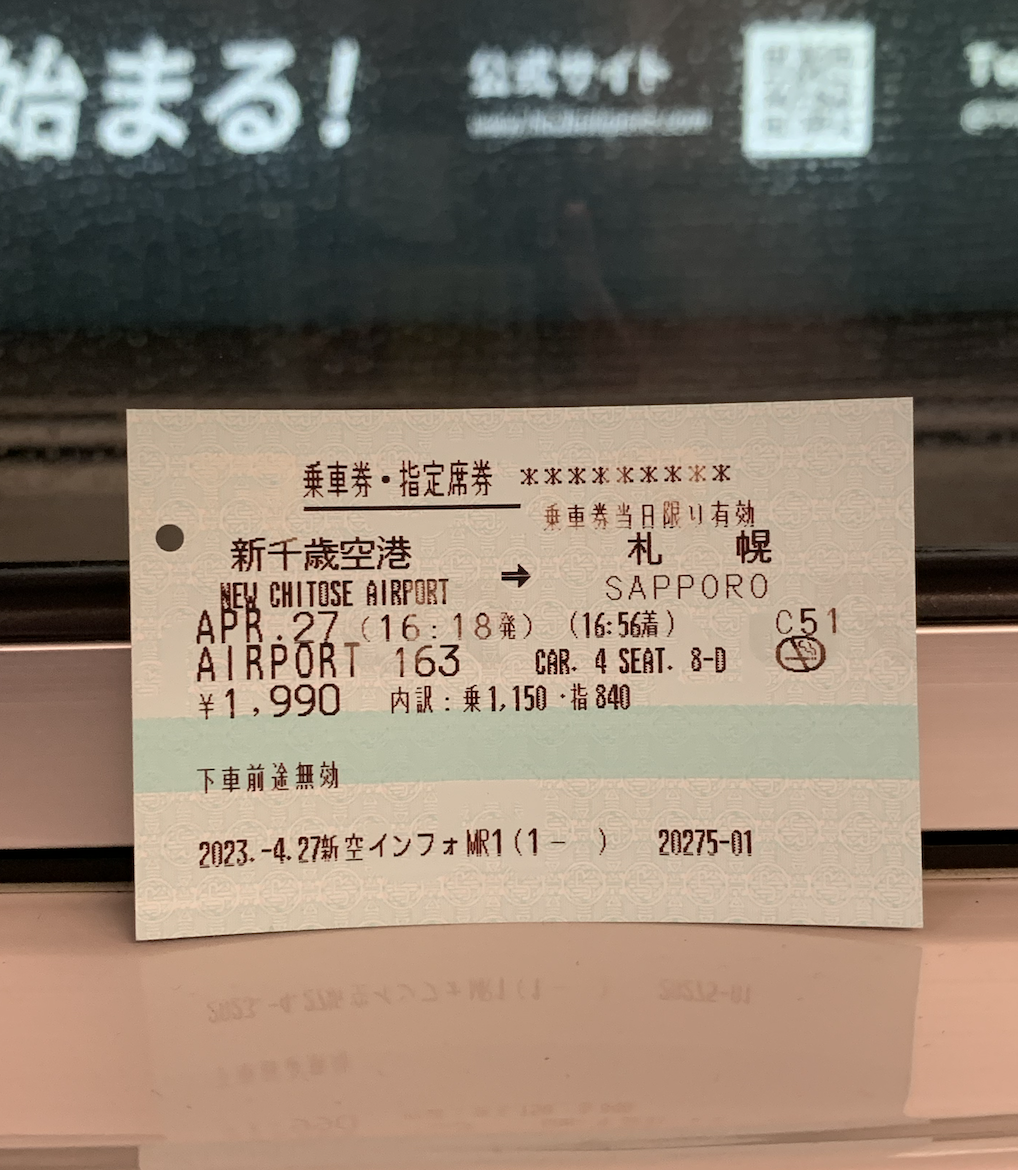 始まる!
公式サイト
乗車券・指定席券 *********
乗車券当日限り有効
新千歳空港 ➡ 札幌
NEW CHITOSE AIRPORT SAPPORO
APR.27 (16:18発) (16:56着) C51
AIRPORT 163 CAR. 4 SEAT. 8-D
¥1,990 内訳:乗1,150・指840
下車前途無効
2023.-4.27新空インフォMR1(1- ) 20275-01